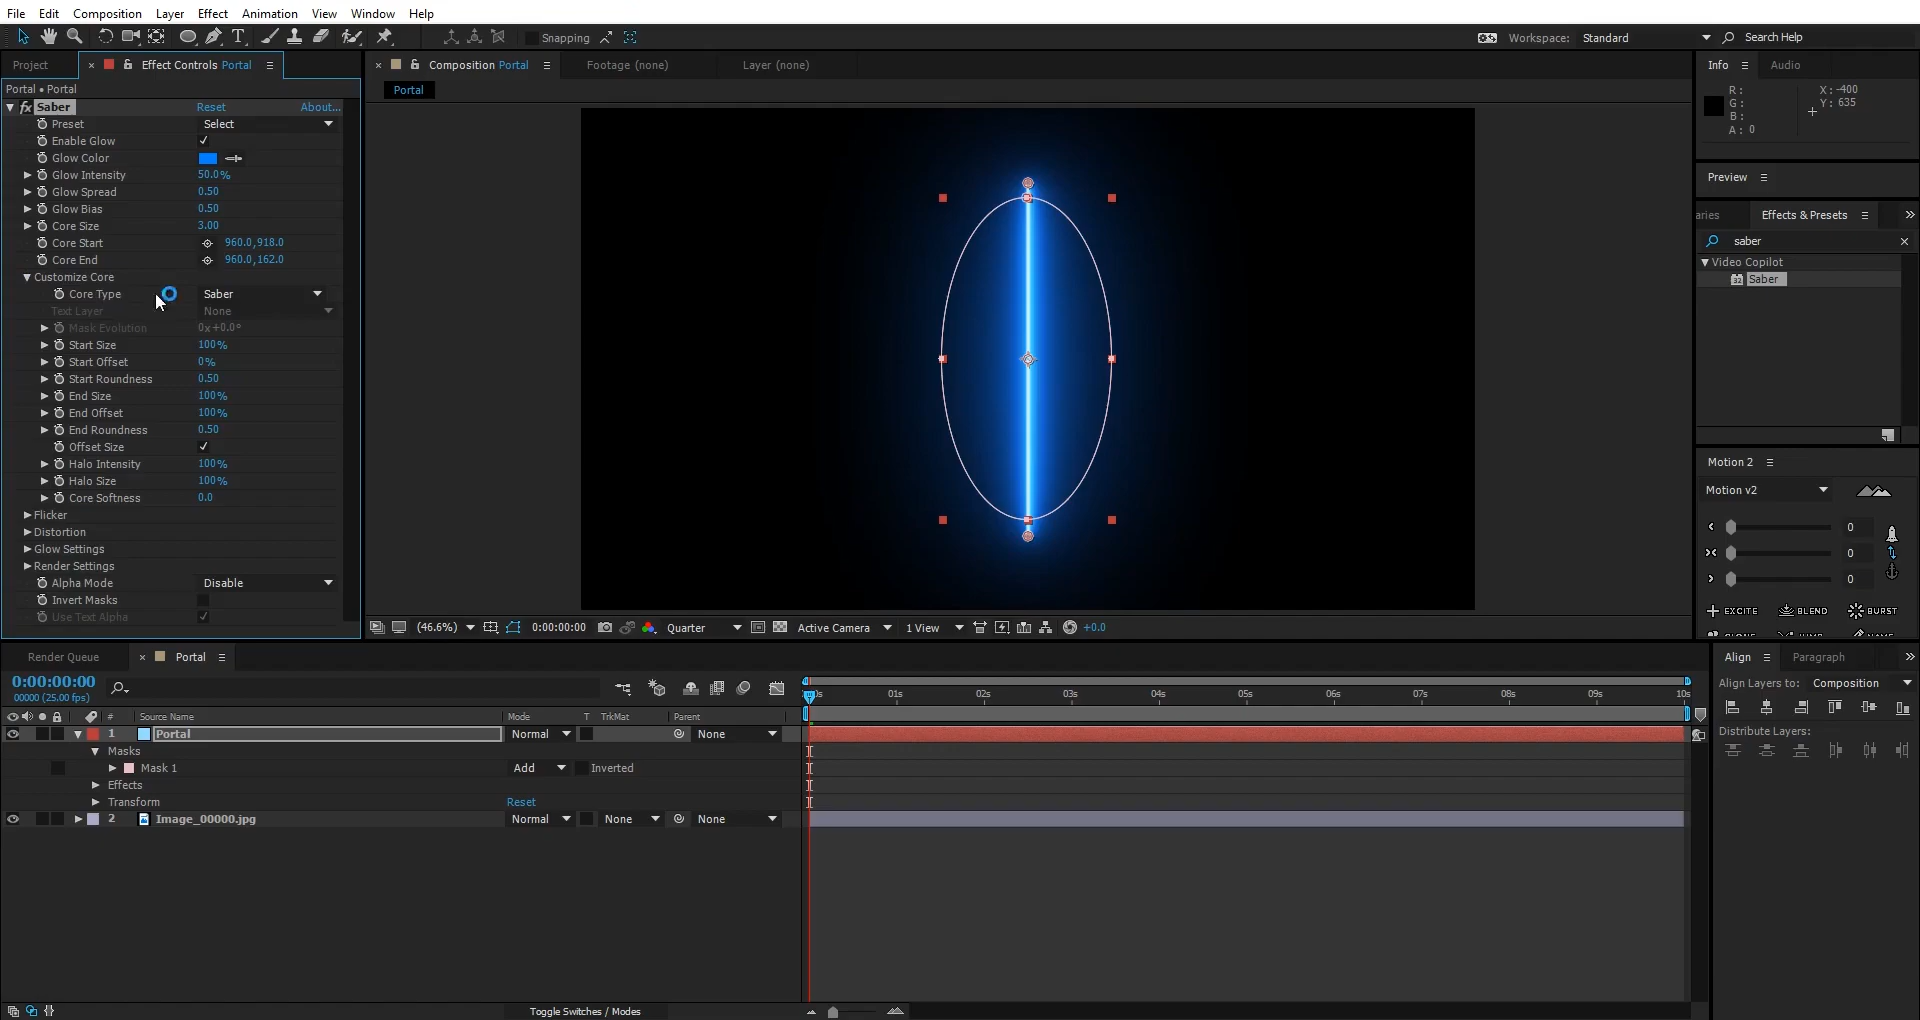 File Edit Composition Layer Effect Animation View Window Help
Snapping
Workspace: Standard Search Help
Project × Effect Controls Portal
Portal • Portal
fx Saber Reset About...
Preset Select
Enable Glow
Glow Color
Glow Intensity 50.0%
Glow Spread 0.50
Glow Bias 0.50
Core Size 3.00
Core Start 960.0,918.0
Core End 960.0,162.0
Customize Core
Core Type Saber
Text Layer None
Mask Evolution 0x+0.0°
Start Size 100%
Start Offset 0%
Start Roundness 0.50
End Size 100%
End Offset 100%
End Roundness 0.50
Offset Size
Halo Intensity 100%
Halo Size 100%
Core Softness 0.0
Flicker
Distortion
Glow Settings
Render Settings
Alpha Mode Disable
Invert Masks
Use Text Alpha
× Composition Portal Footage (none) Layer (none)
Portal
(46.6%) 0:00:00:00 Quarter Active Camera 1 View +0.0
Info Audio
R: X: -400
G: Y: 635
B:
A: 0
Preview
aries Effects & Presets
saber
Video Copilot
32 Saber
Motion 2
Motion v2
0
0
0
EXCITE BLEND BURST
Render Queue × Portal
0:00:00:00
00000 (25.00 fps)
0s 01s 02s 03s 04s 05s 06s 07s 08s 09s 10s
# Source Name Mode T TrkMat Parent
1 Portal Normal None
Masks
Mask 1 Add Inverted
Effects
Transform Reset
2 Image_00000.jpg Normal None None
Toggle Switches / Modes
Align Paragraph
Align Layers to: Composition
Distribute Layers: